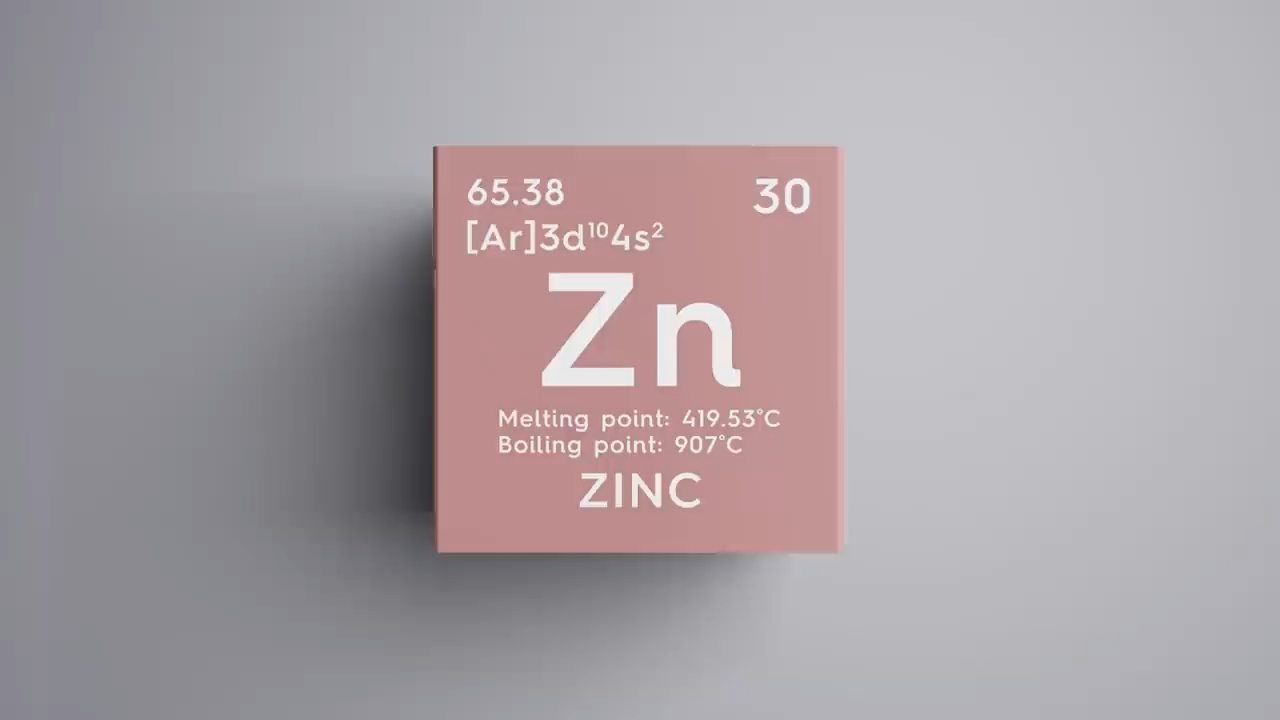 65.38 30
[Ar]3d¹⁰4s²
Zn
Melting point: 419.53°C
Boiling point: 907°C
ZINC